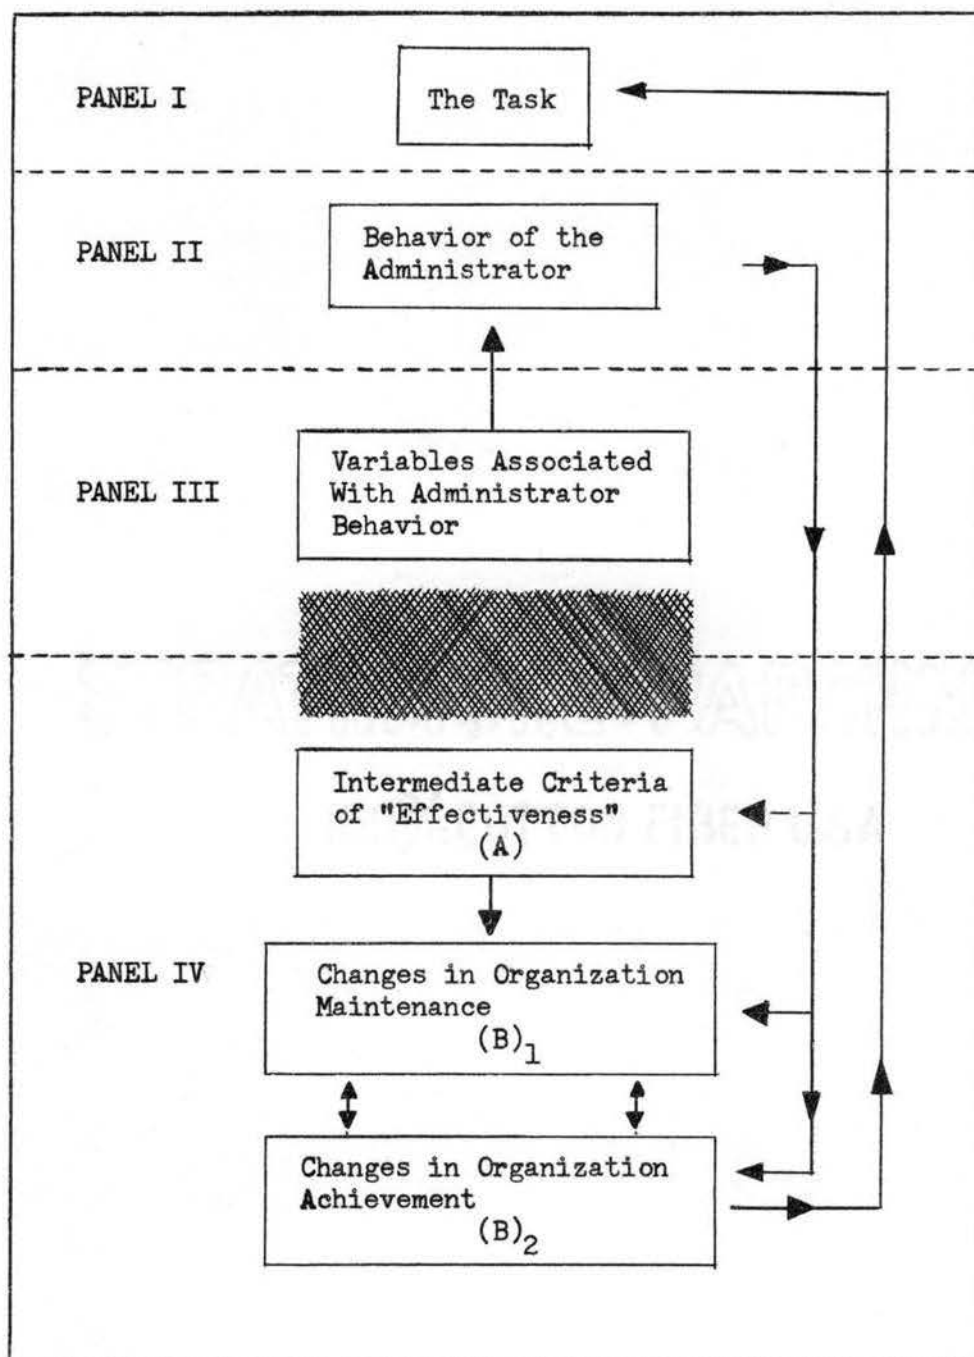 PANEL I
The Task
PANEL II
Behavior of the
Administrator
PANEL III
Variables Associated
With Administrator
Behavior
Intermediate Criteria
of "Effectiveness"
(A)
PANEL IV
Changes in Organization
Maintenance
(B)1
Changes in Organization
Achievement
(B)2